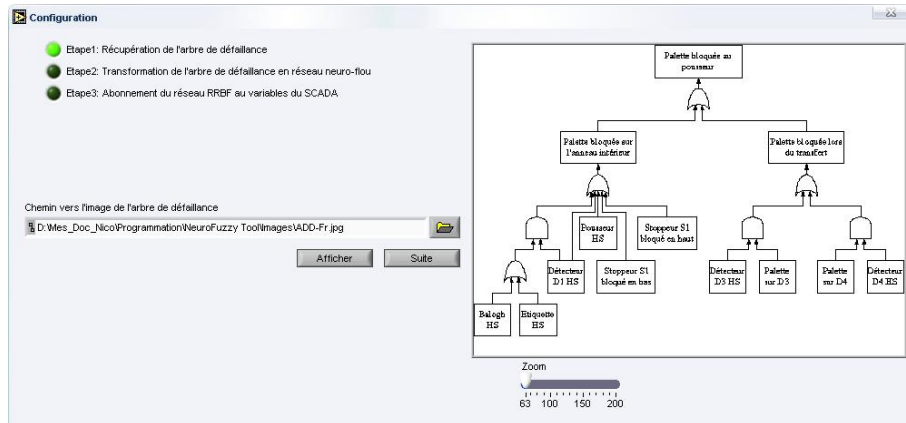 Configuration
Etape1: Récupération de l'arbre de défaillance
Etape2: Transformation de l'arbre de défaillance en réseau neuro-flou
Etape3: Abonnement du réseau RRBF au variables du SCADA
Chemin vers l'image de l'arbre de défaillance
D:\Mes_Doc_Nico\Programmation\NeuroFuzzy Tool\Images\ADD-Fr.jpg
Afficher
Suite
Palette bloquée au
pousseur
Palette bloquée sur
l'anneau intérieur
Palette bloquée lors
du transfert
Pousseur
HS
Stoppeur S1
bloqué en haut
Détecteur
D1 HS
Stoppeur S1
bloqué en bas
Détecteur
D3 HS
Palette
sur D3
Palette
sur D4
Détecteur
D4 HS
Balogh
HS
Etiquette
HS
Zoom
63 100 150 200